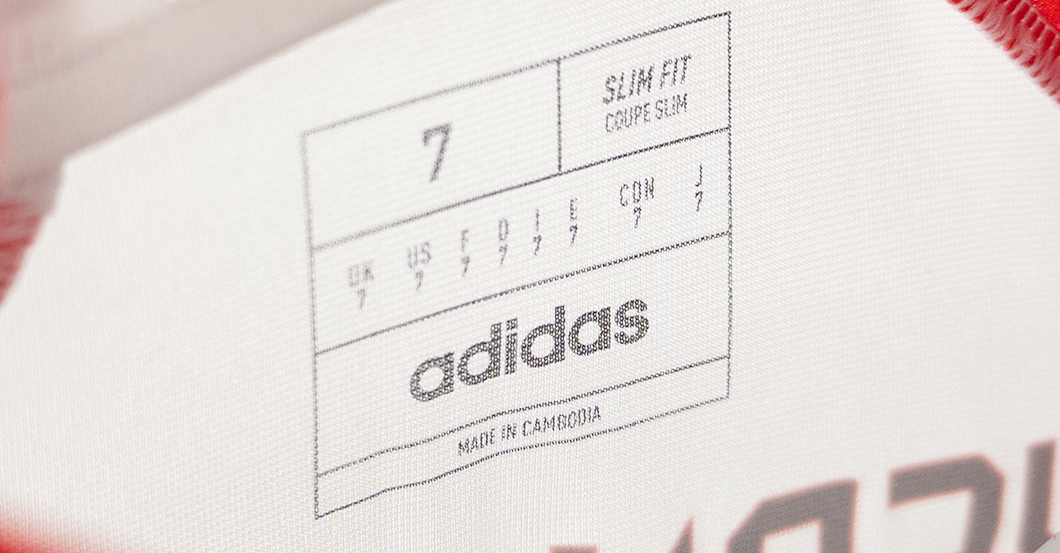 7
SLIM FIT
COUPE SLIM
UK US F D I E CDN J
7 7 7 7 7 7 7 7
adidas
MADE IN CAMBODIA